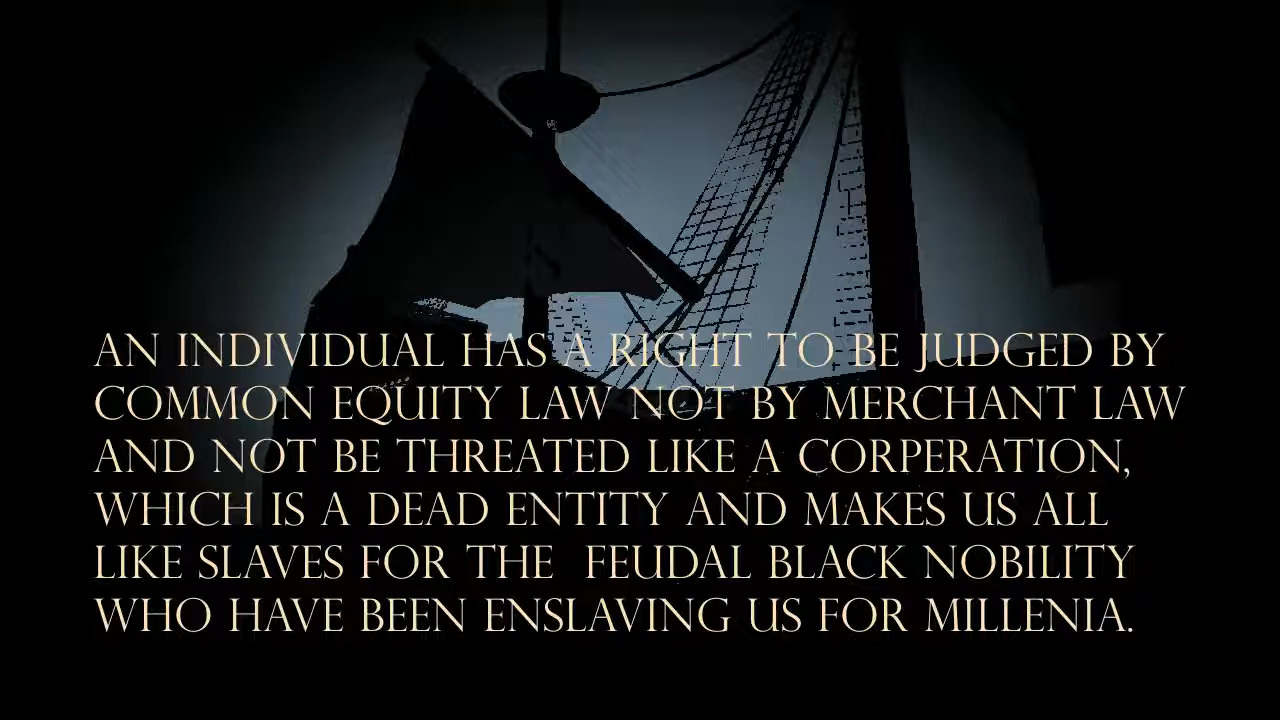 AN INDIVIDUAL HAS A RIGHT TO BE JUDGED BY
COMMON EQUITY LAW NOT BY MERCHANT LAW
AND NOT BE THREATED LIKE A CORPERATION,
WHICH IS A DEAD ENTITY AND MAKES US ALL
LIKE SLAVES FOR THE  FEUDAL BLACK NOBILITY
WHO HAVE BEEN ENSLAVING US FOR MILLENIA.